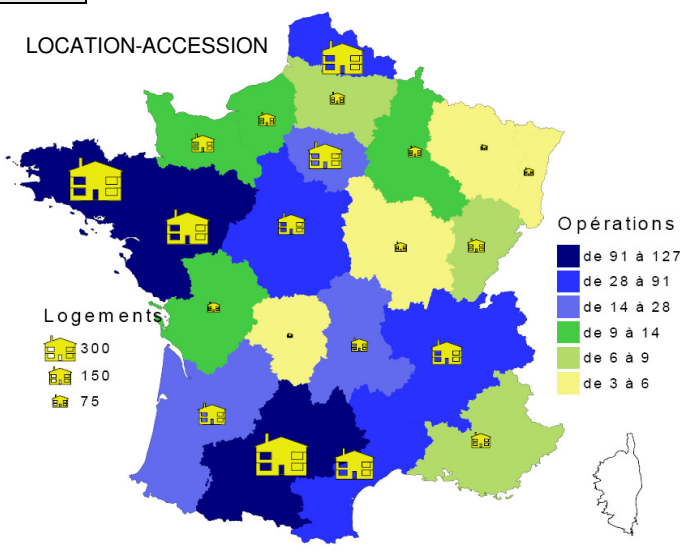 LOCATION-ACCESSION
Opérations
de 91 à 127
de 28 à 91
de 14 à 28
de 9 à 14
de 6 à 9
de 3 à 6
Logements
300
150
75